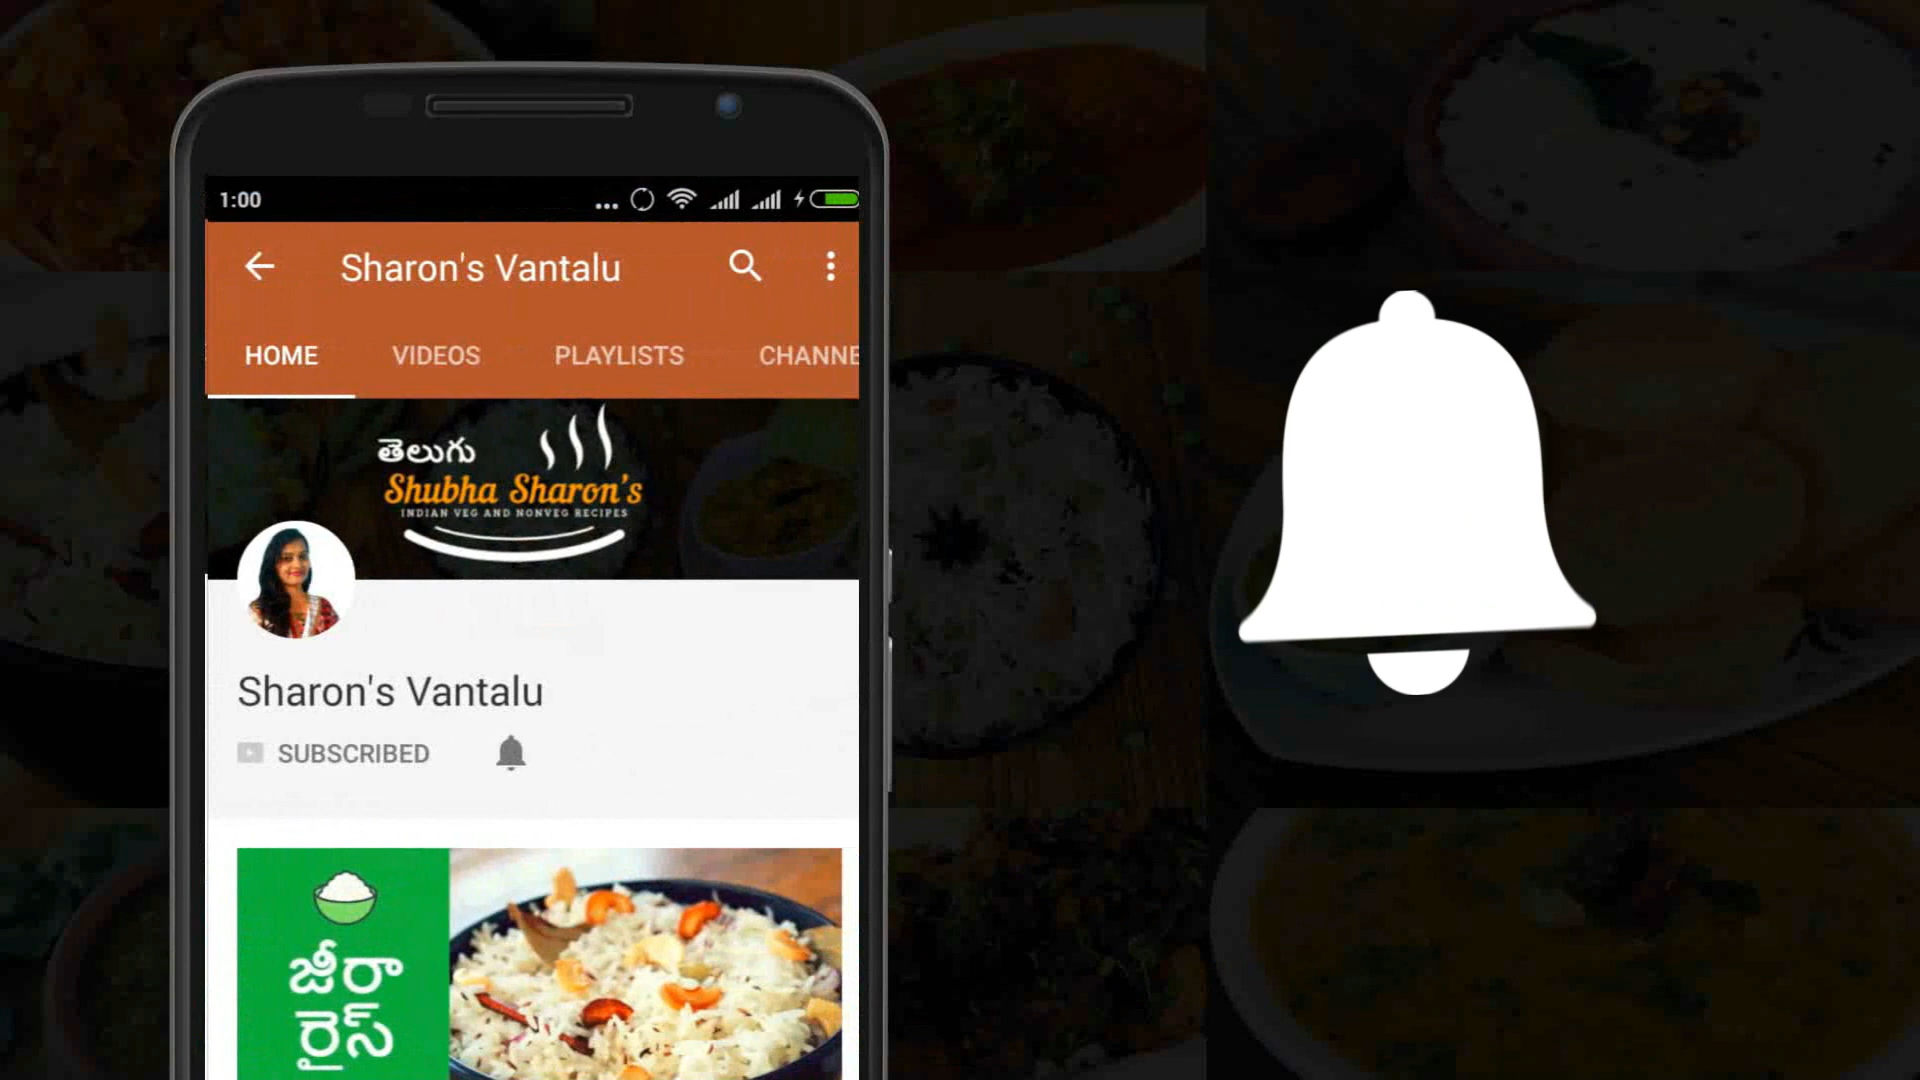 1:00
Sharon's Vantalu
HOME VIDEOS PLAYLISTS CHANNE
తెలుగు
Shubha Sharon's
INDIAN VEG AND NONVEG RECIPES
Sharon's Vantalu
SUBSCRIBED
జీరా
రైస్